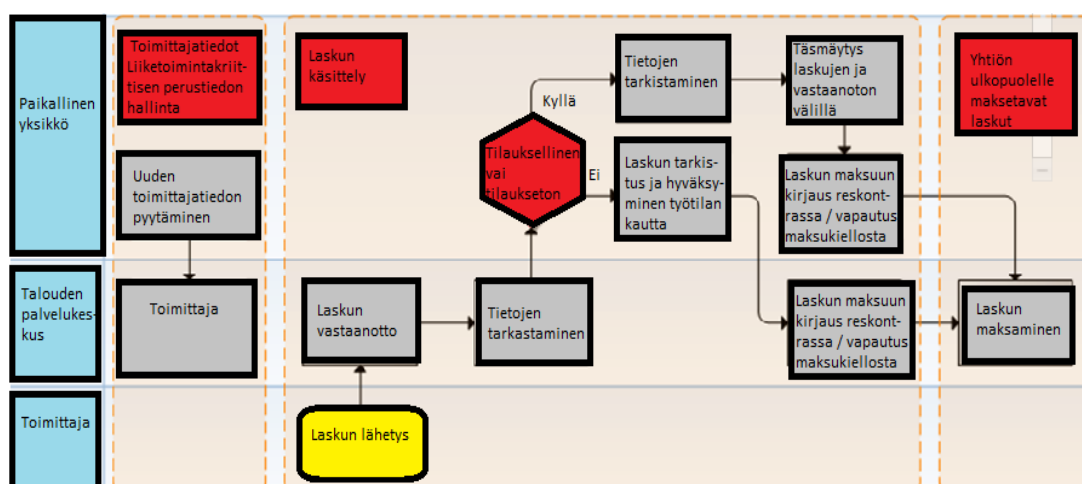 Paikallinen
yksikkö
Toimittajatiedot
Liiketoimintakriit-
tisen perustiedon
hallinta
Uuden
toimittajatiedon
pyytäminen
Laskun
käsittely
Tilauksellinen
vai
tilaukseton
Kyllä
Ei
Tietojen
tarkistaminen
Laskun tarkis-
tus ja hyväksy-
minen työtilan
kautta
Täsmäytys
laskujen ja
vastaanoton
välillä
Laskun maksuun
kirjaus reskont-
rassa / vapautus
maksukiellosta
Yhtiön
ulkopuolelle
maksetavat
laskut
Talouden
palvelukes-
kus
Toimittaja
Laskun
vastaanotto
Tietojen
tarkastaminen
Laskun maksuun
kirjaus reskont-
rassa / vapautus
maksukiellosta
Laskun
maksaminen
Toimittaja
Laskun lähetys